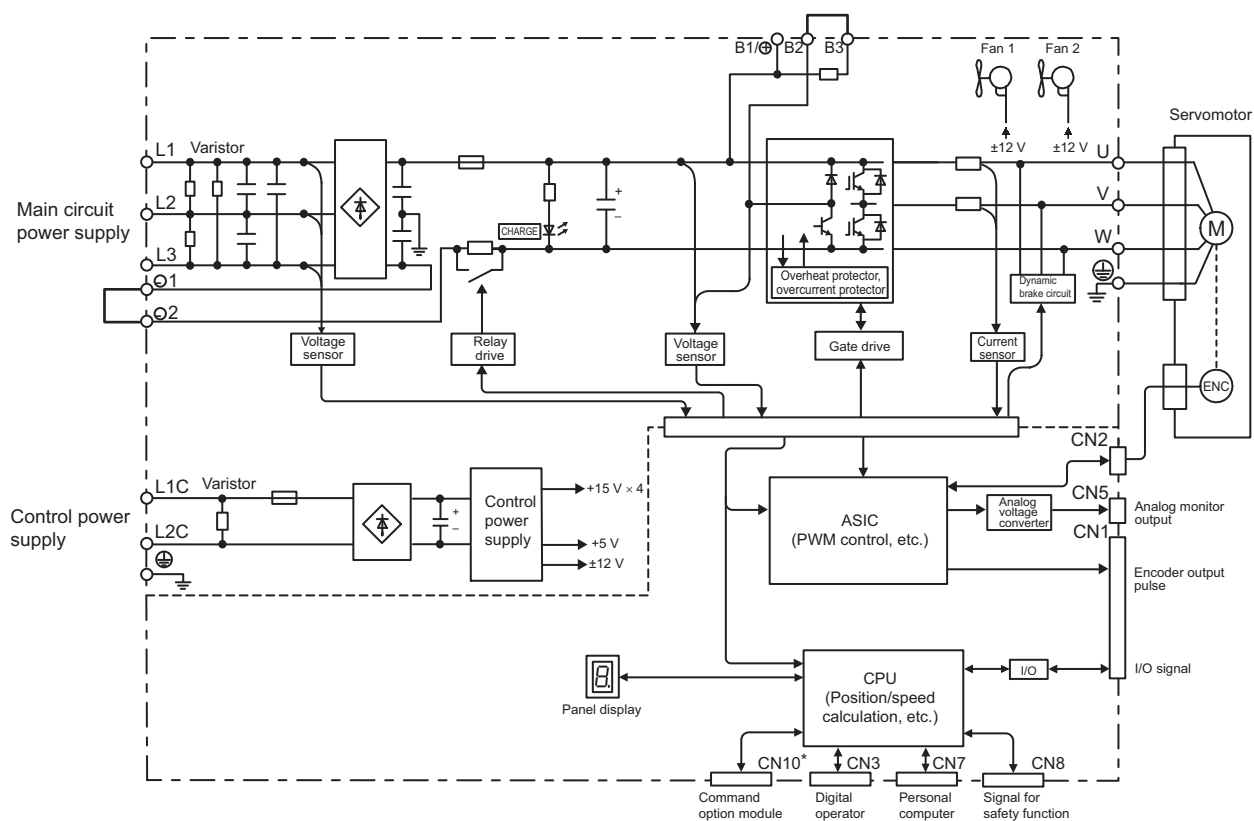 B1/⊕
B2
B3
Fan 1
Fan 2
±12 V
±12 V
Servomotor
L1
Varistor
L2
L3
Main circuit
power supply
⊖1
⊖2
CHARGE
+
–
Overheat protector,
overcurrent protector
U
V
W
M
Dynamic
brake circuit
Voltage
sensor
Relay
drive
Voltage
sensor
Gate drive
Current
sensor
ENC
CN2
L1C
Varistor
L2C
Control power
supply
+
–
Control
power
supply
+15 V × 4
+5 V
±12 V
ASIC
(PWM control, etc.)
Analog
voltage
converter
CN5
Analog monitor
output
CN1
Encoder output
pulse
I/O
I/O signal
8.
Panel display
CPU
(Position/speed
calculation, etc.)
CN10*
CN3
CN7
CN8
Command
option module
Digital
operator
Personal
computer
Signal for
safety function